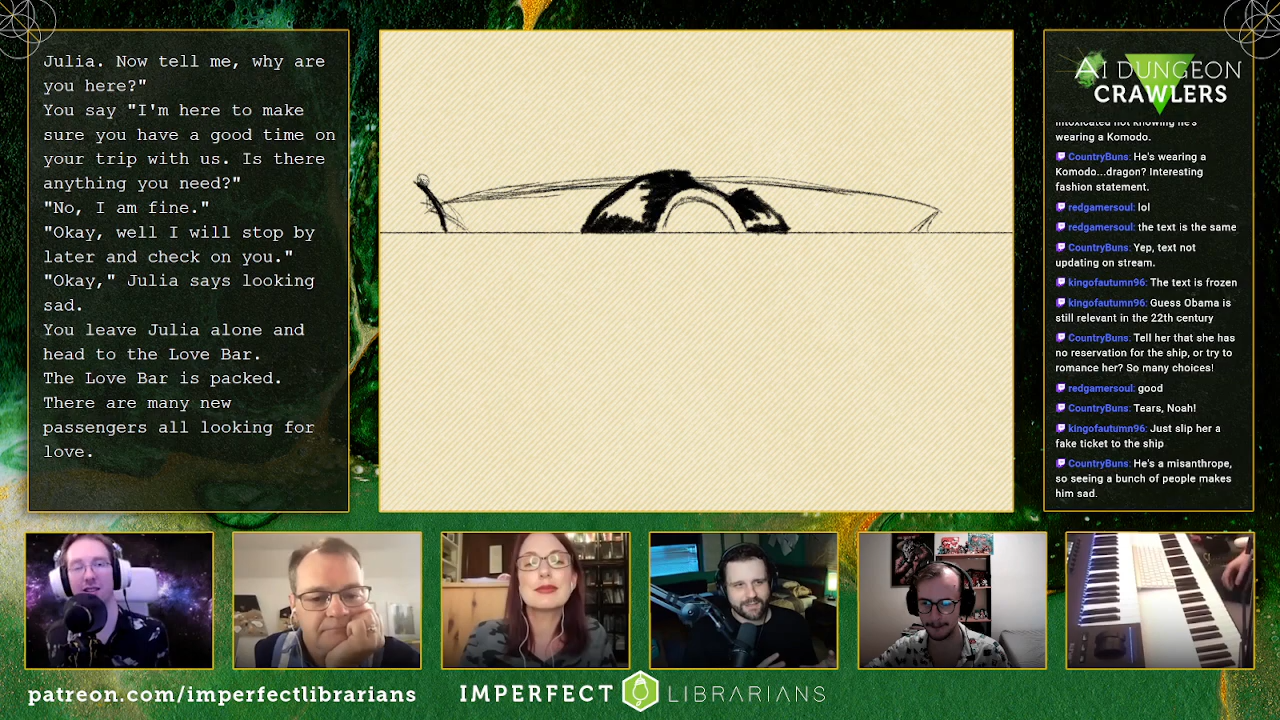 Julia. Now tell me, why are
you here?"
You say "I'm here to make
sure you have a good time on
your trip with us. Is there
anything you need?"
"No, I am fine."
"Okay, well I will stop by
later and check on you."
"Okay," Julia says looking
sad.
You leave Julia alone and
head to the Love Bar.
The Love Bar is packed.
There are many new
passengers all looking for
love.
AI DUNGEON
CRAWLERS
intoxicated not knowing he's
wearing a Komodo.
CountryBuns: He's wearing a
Komodo...dragon? Interesting
fashion statement.
redgamersoul: lol
redgamersoul: the text is the same
CountryBuns: Yep, text not
updating on stream.
kingofautumn96: The text is frozen
kingofautumn96: Guess Obama is
still relevant in the 22th century
CountryBuns: Tell her that she has
no reservation for the ship, or try to
romance her? So many choices!
redgamersoul: good
CountryBuns: Tears, Noah!
kingofautumn96: Just slip her a
fake ticket to the ship
CountryBuns: He's a misanthrope,
so seeing a bunch of people makes
him sad.
patreon.com/imperfectlibrarians
IMPERFECT LIBRARIANS